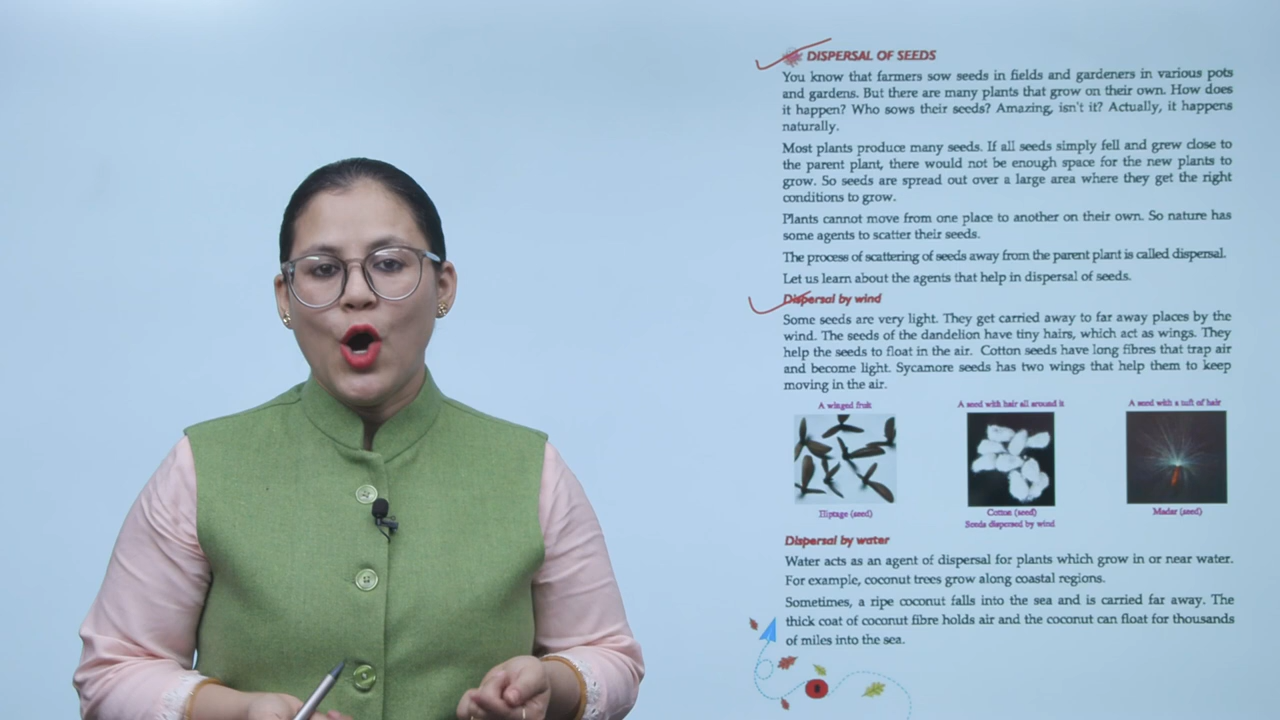 DISPERSAL OF SEEDS
You know that farmers sow seeds in fields and gardeners in various pots
and gardens. But there are many plants that grow on their own. How does
it happen? Who sows their seeds? Amazing, isn't it? Actually, it happens
naturally.
Most plants produce many seeds. If all seeds simply fell and grew close to
the parent plant, there would not be enough space for the new plants to
grow. So seeds are spread out over a large area where they get the right
conditions to grow.
Plants cannot move from one place to another on their own. So nature has
some agents to scatter their seeds.
The process of scattering of seeds away from the parent plant is called dispersal.
Let us learn about the agents that help in dispersal of seeds.
Dispersal by wind
Some seeds are very light. They get carried away to far away places by the
wind. The seeds of the dandelion have tiny hairs, which act as wings. They
help the seeds to float in the air. Cotton seeds have long fibres that trap air
and become light. Sycamore seeds has two wings that help them to keep
moving in the air.
A winged fruit
A seed with hair all around it
A seed with a tuft of hair
Hiptage (seed)
Cotton (seed)
Madar (seed)
Seeds dispersed by wind
Dispersal by water
Water acts as an agent of dispersal for plants which grow in or near water.
For example, coconut trees grow along coastal regions.
Sometimes, a ripe coconut falls into the sea and is carried far away. The
thick coat of coconut fibre holds air and the coconut can float for thousands
of miles into the sea.